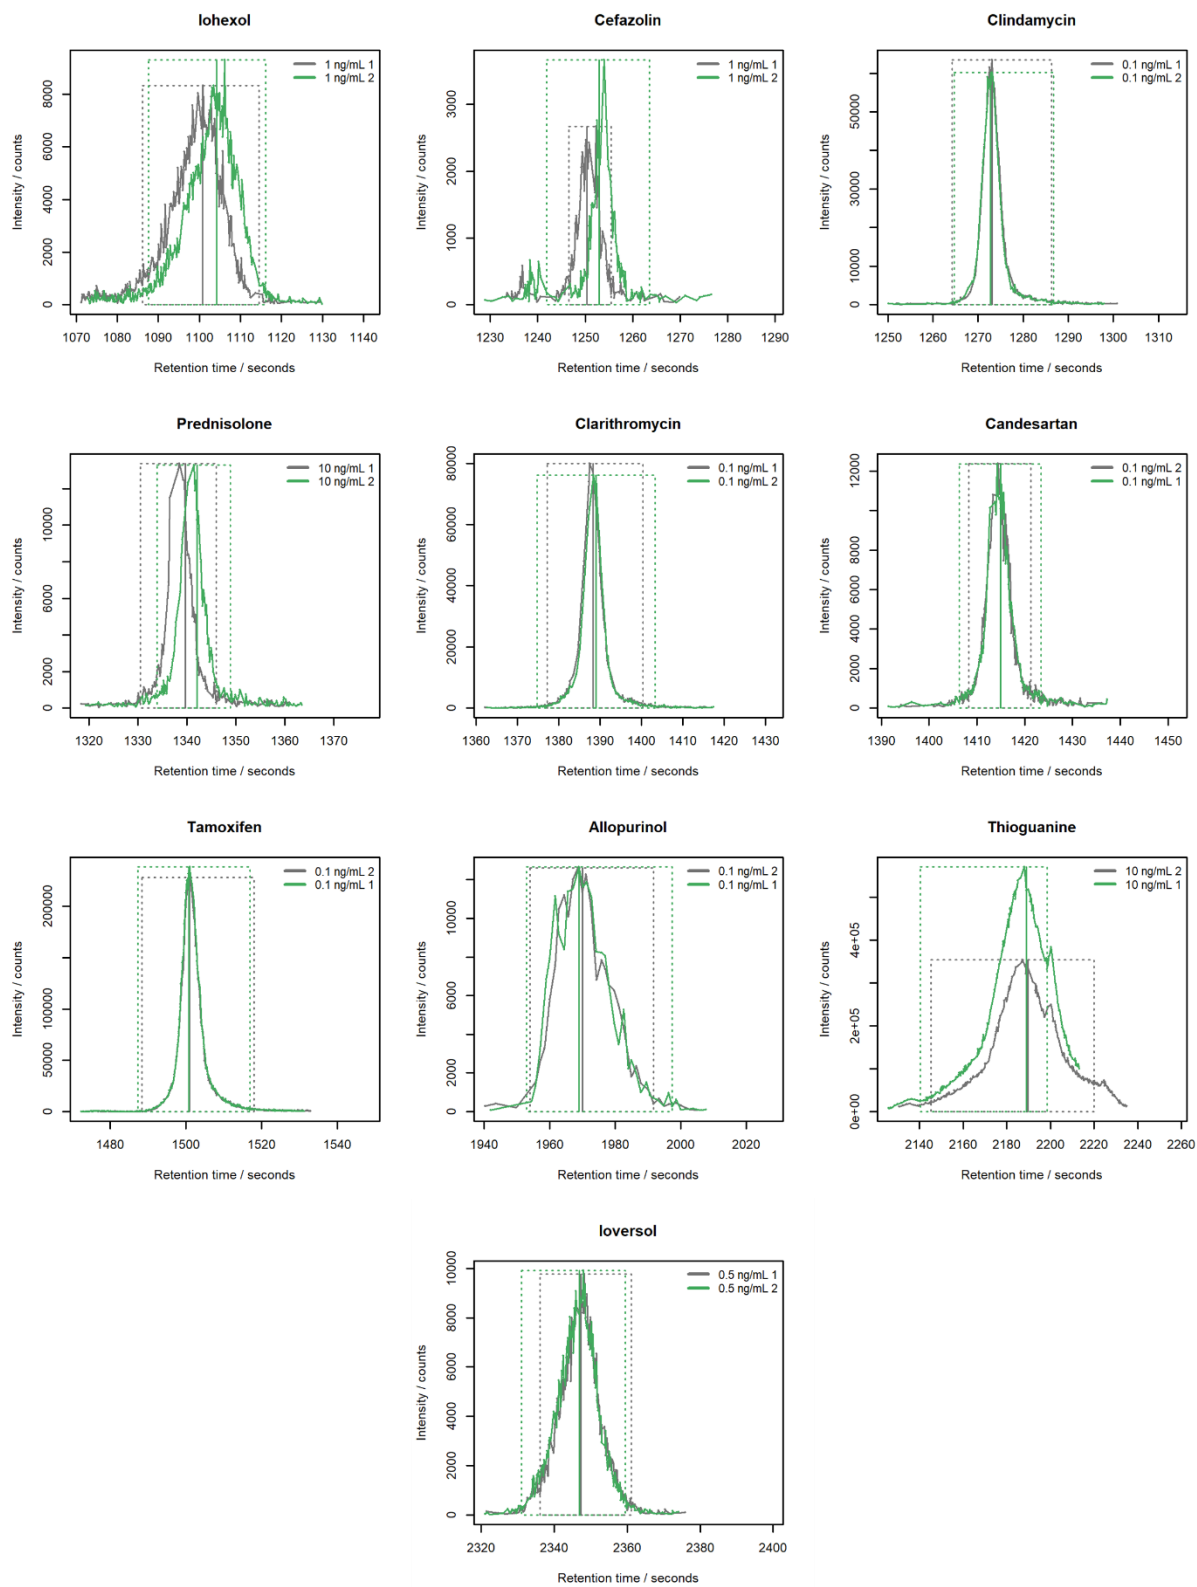 Iohexol
1 ng/mL 1
1 ng/mL 2
Intensity / counts
0 2000 4000 6000 8000
1070 1080 1090 1100 1110 1120 1130 1140
Retention time / seconds
Cefazolin
1 ng/mL 1
1 ng/mL 2
Intensity / counts
0 1000 2000 3000
1230 1240 1250 1260 1270 1280 1290
Retention time / seconds
Clindamycin
0.1 ng/mL 1
0.1 ng/mL 2
Intensity / counts
0 10000 30000 50000
1250 1260 1270 1280 1290 1300 1310
Retention time / seconds
Prednisolone
10 ng/mL 1
10 ng/mL 2
Intensity / counts
0 2000 6000 10000
1320 1330 1340 1350 1360 1370
Retention time / seconds
Clarithromycin
0.1 ng/mL 1
0.1 ng/mL 2
Intensity / counts
0 20000 40000 60000 80000
1360 1370 1380 1390 1400 1410 1420 1430
Retention time / seconds
Candesartan
0.1 ng/mL 2
0.1 ng/mL 1
Intensity / counts
0 2000 4000 6000 8000 12000
1390 1400 1410 1420 1430 1440 1450
Retention time / seconds
Tamoxifen
0.1 ng/mL 2
0.1 ng/mL 1
Intensity / counts
0 50000 100000 200000
1480 1500 1520 1540
Retention time / seconds
Allopurinol
0.1 ng/mL 2
0.1 ng/mL 1
Intensity / counts
0 2000 6000 10000
1940 1960 1980 2000 2020
Retention time / seconds
Thioguanine
10 ng/mL 2
10 ng/mL 1
Intensity / counts
0e+00 2e+05 4e+05
2140 2160 2180 2200 2220 2240 2260
Retention time / seconds
Ioversol
0.5 ng/mL 1
0.5 ng/mL 2
Intensity / counts
0 2000 4000 6000 8000 10000
2320 2340 2360 2380 2400
Retention time / seconds